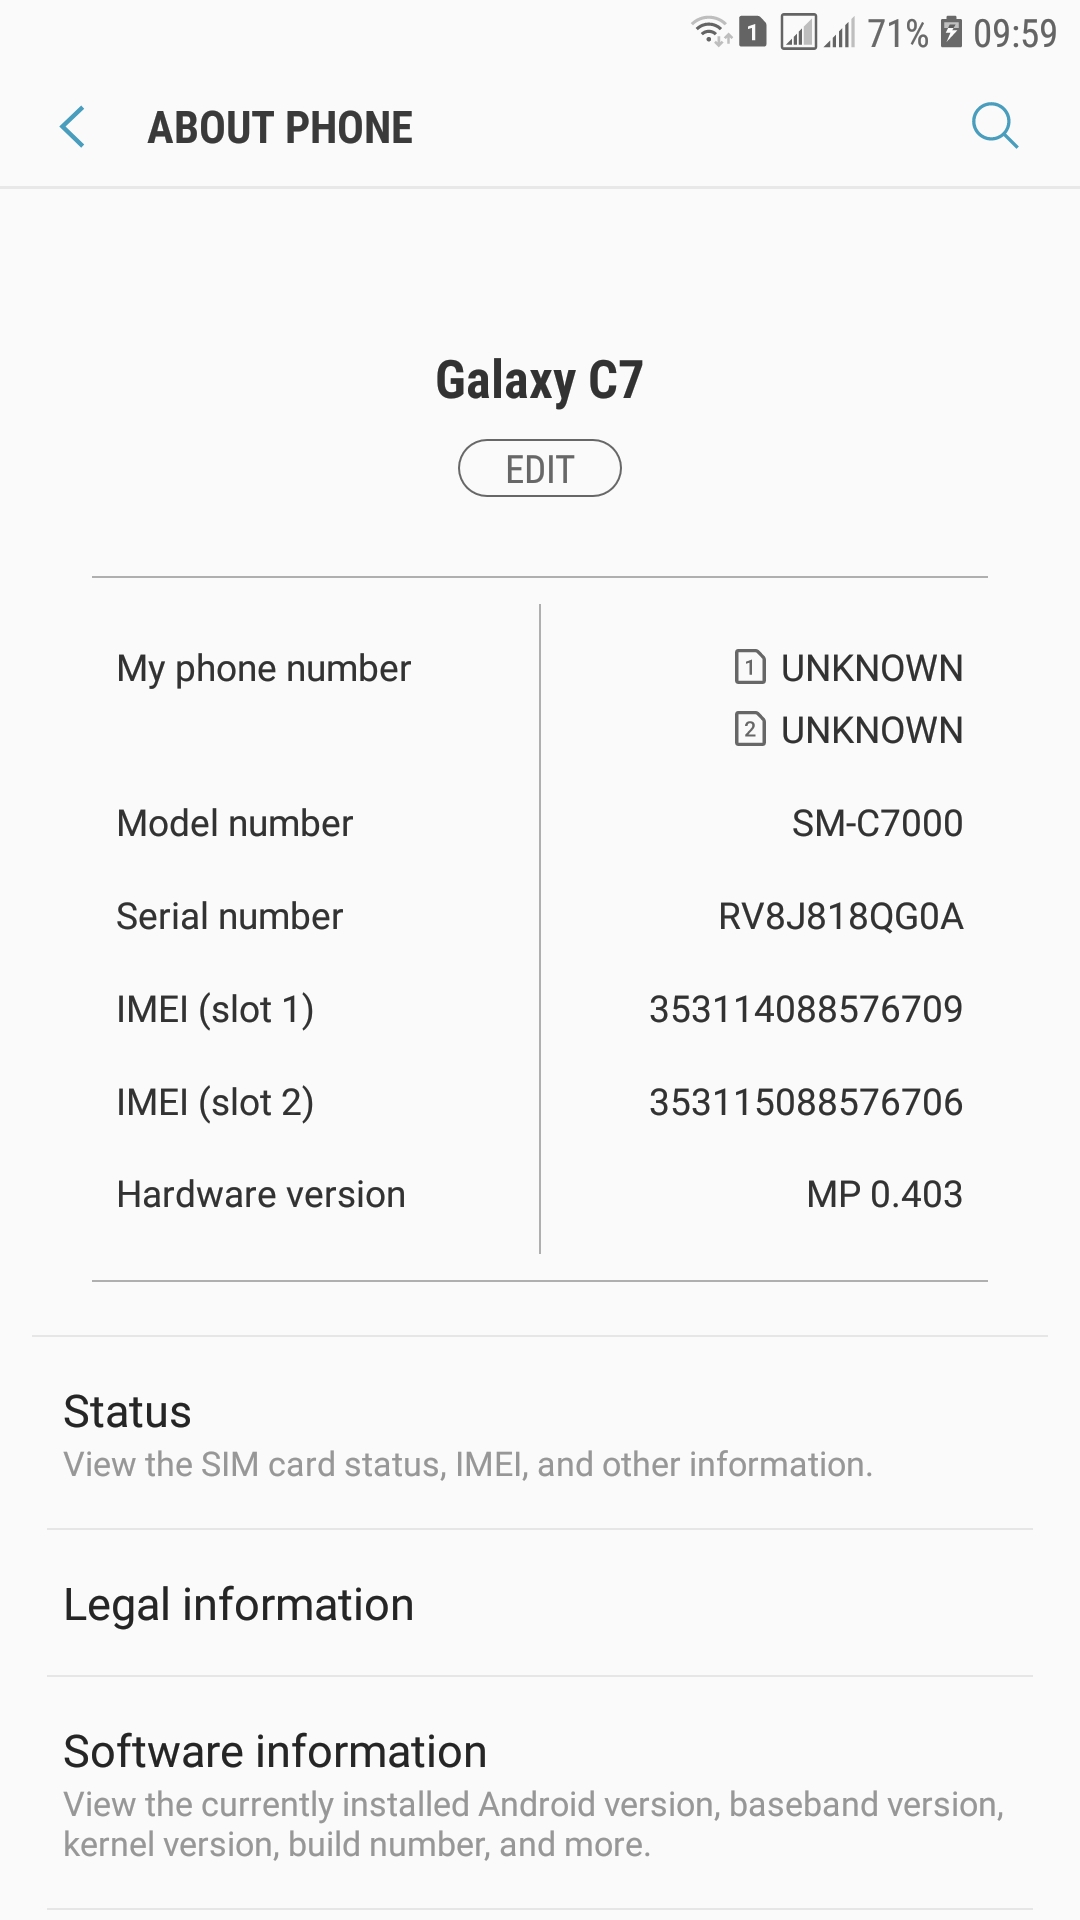 1 71% 09:59
ABOUT PHONE
Galaxy C7
EDIT
My phone number 1 UNKNOWN
2 UNKNOWN
Model number SM-C7000
Serial number RV8J818QG0A
IMEI (slot 1) 353114088576709
IMEI (slot 2) 353115088576706
Hardware version MP 0.403
Status
View the SIM card status, IMEI, and other information.
Legal information
Software information
View the currently installed Android version, baseband version,
kernel version, build number, and more.